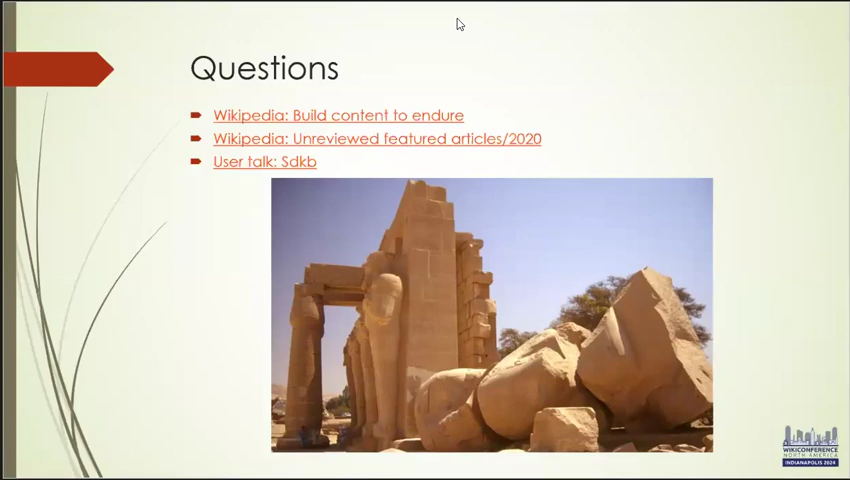 Questions
Wikipedia: Build content to endure
Wikipedia: Unreviewed featured articles/2020
User talk: Sdkb
WIKICONFERENCE
NORTH AMERICA
INDIANAPOLIS 2024